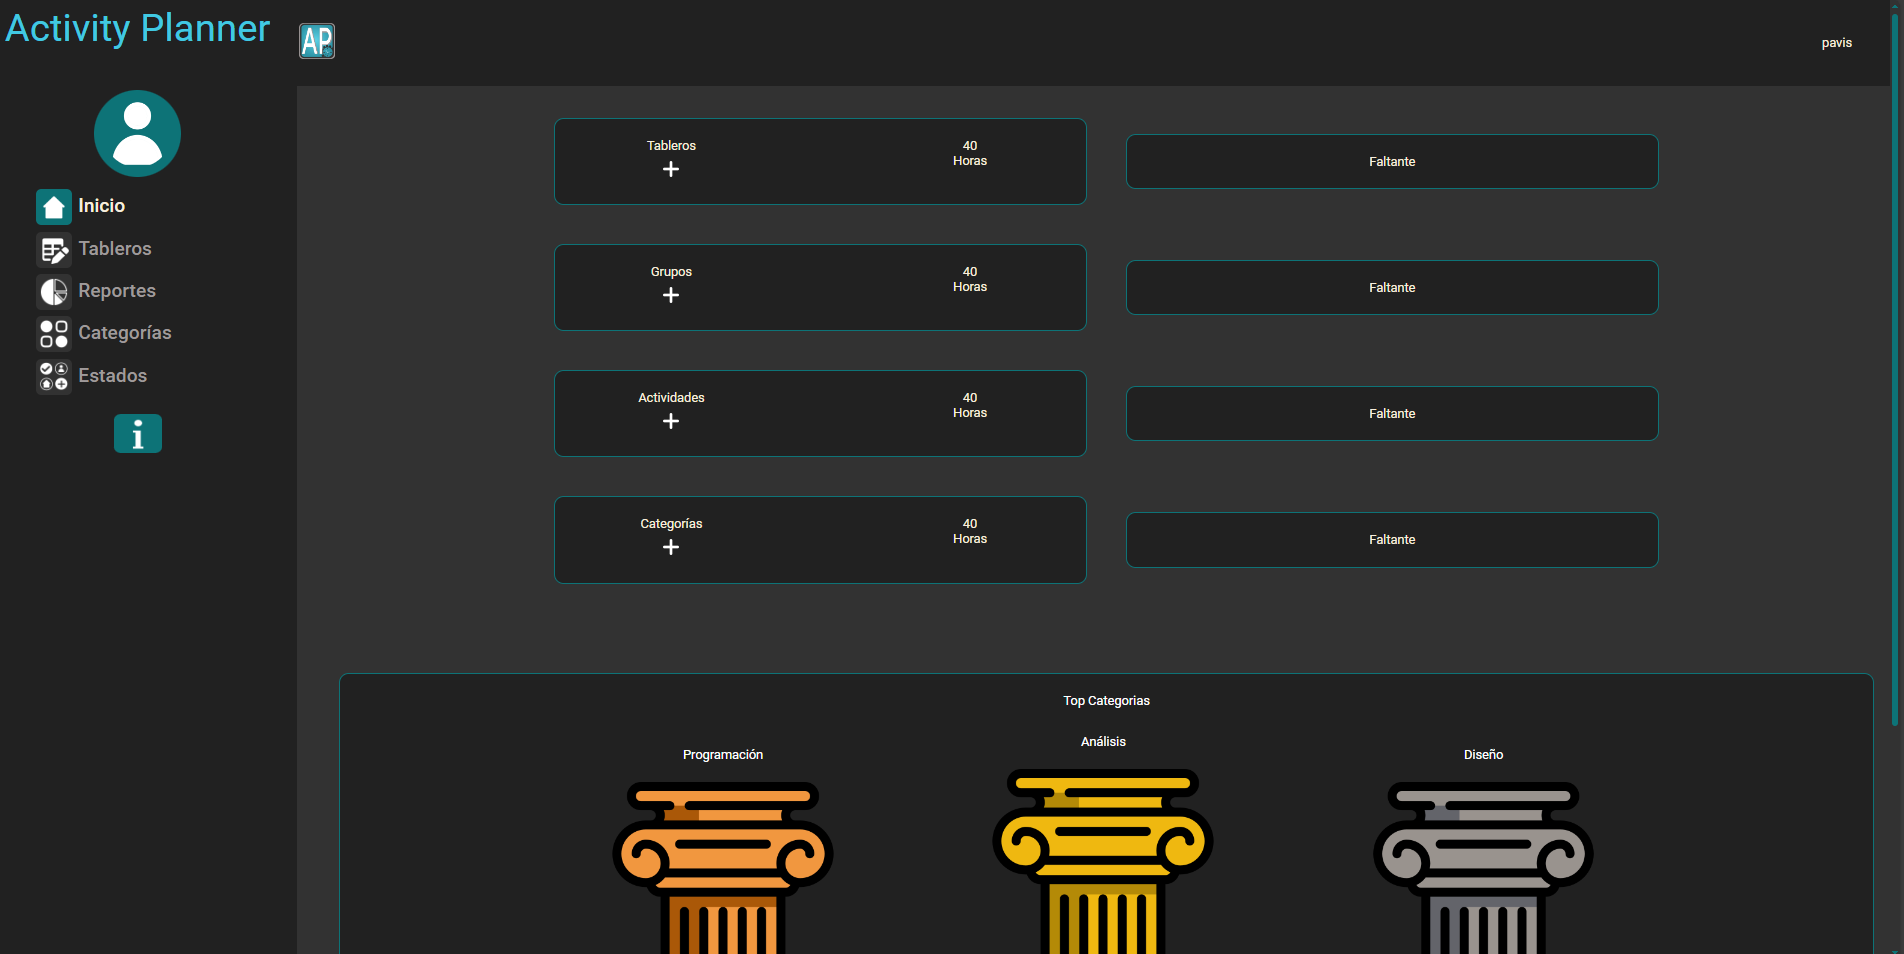 Activity Planner
AP
pavis
Inicio
Tableros
Reportes
Categorías
Estados
i
Tableros
40
Horas
Faltante
Grupos
40
Horas
Faltante
Actividades
40
Horas
Faltante
Categorías
40
Horas
Faltante
Top Categorias
Programación
Análisis
Diseño